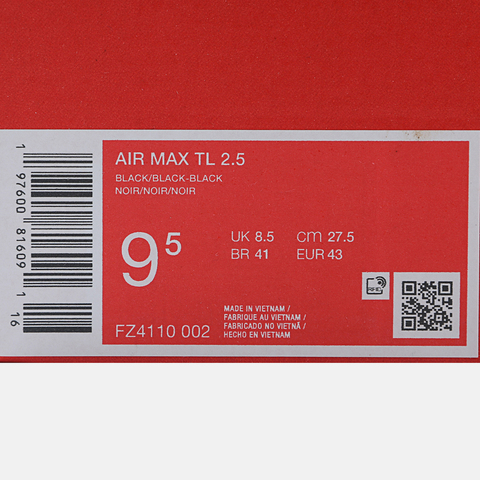 AIR MAX TL 2.5
BLACK/BLACK-BLACK
NOIR/NOIR/NOIR
9⁵
UK 8.5 cm 27.5
BR 41 EUR 43
RFID
MADE IN VIETNAM /
FABRIQUE AU VIETNAM /
FABRICADO NO VIETNÃ /
HECHO EN VIETNAM
FZ4110 002
1 97600 81609 1 16